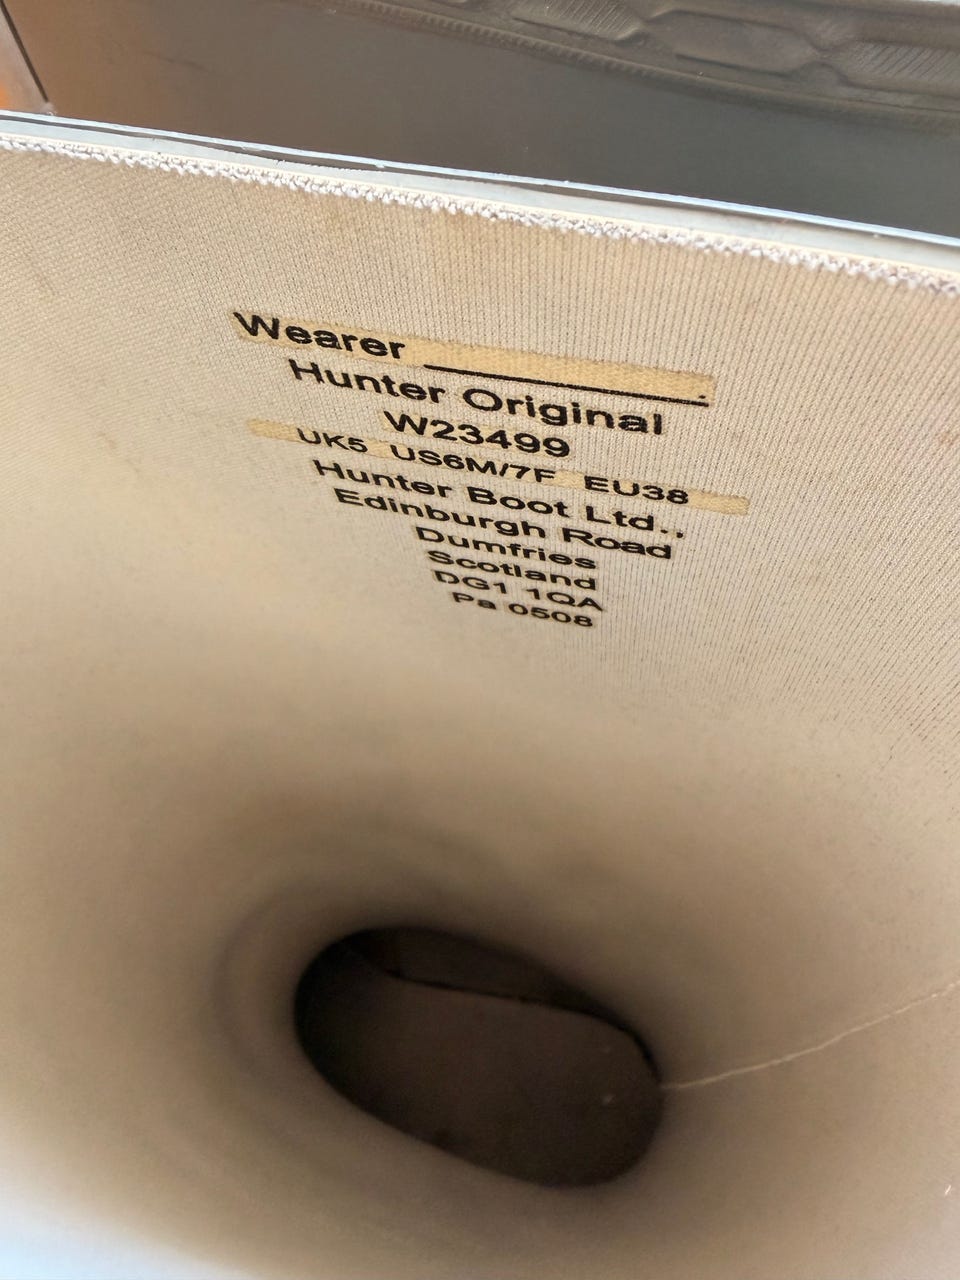 Wearer
Hunter Original
W23499
UK5 US6M/7F EU38
Hunter Boot Ltd.,
Edinburgh Road
Dumfries
Scotland
DG1 1QA
Pa 0508